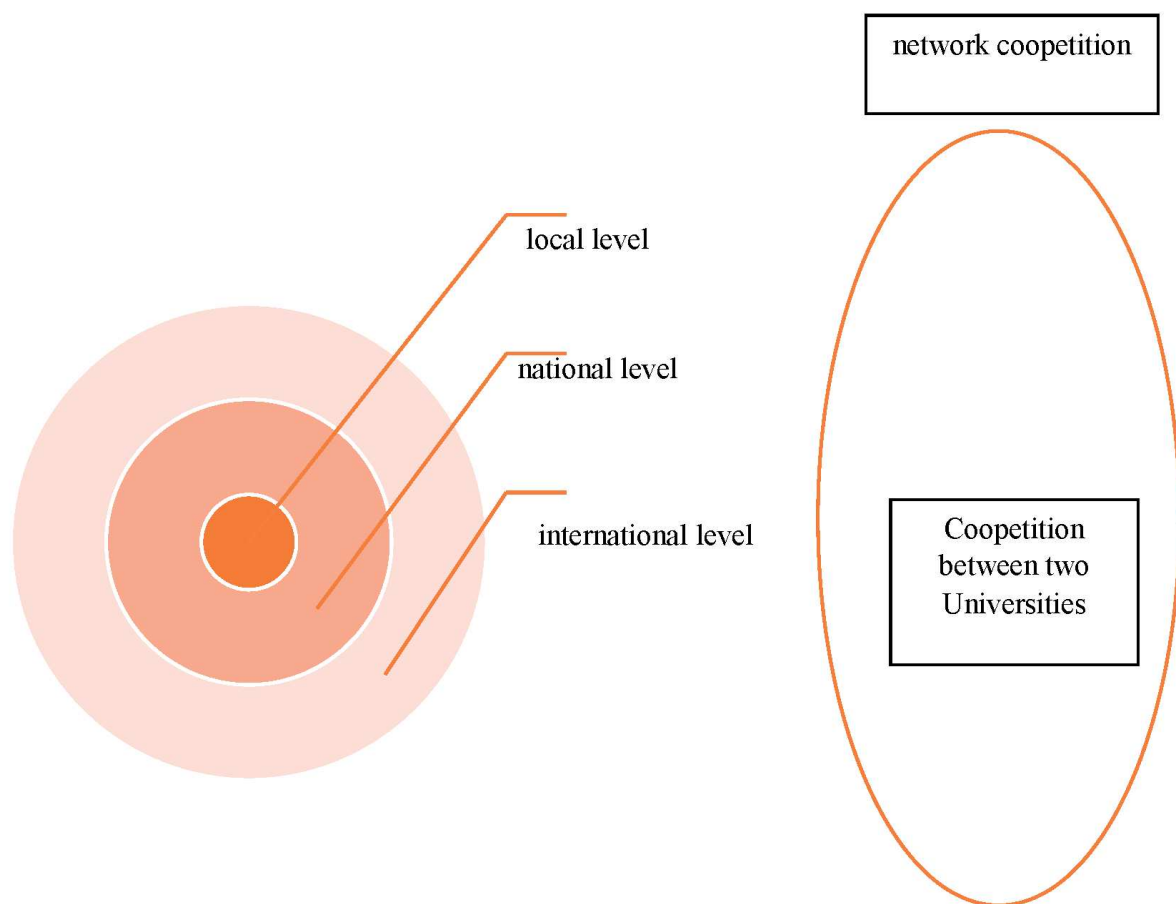 network coopetition
local level
national level
international level
Coopetition
between two
Universities